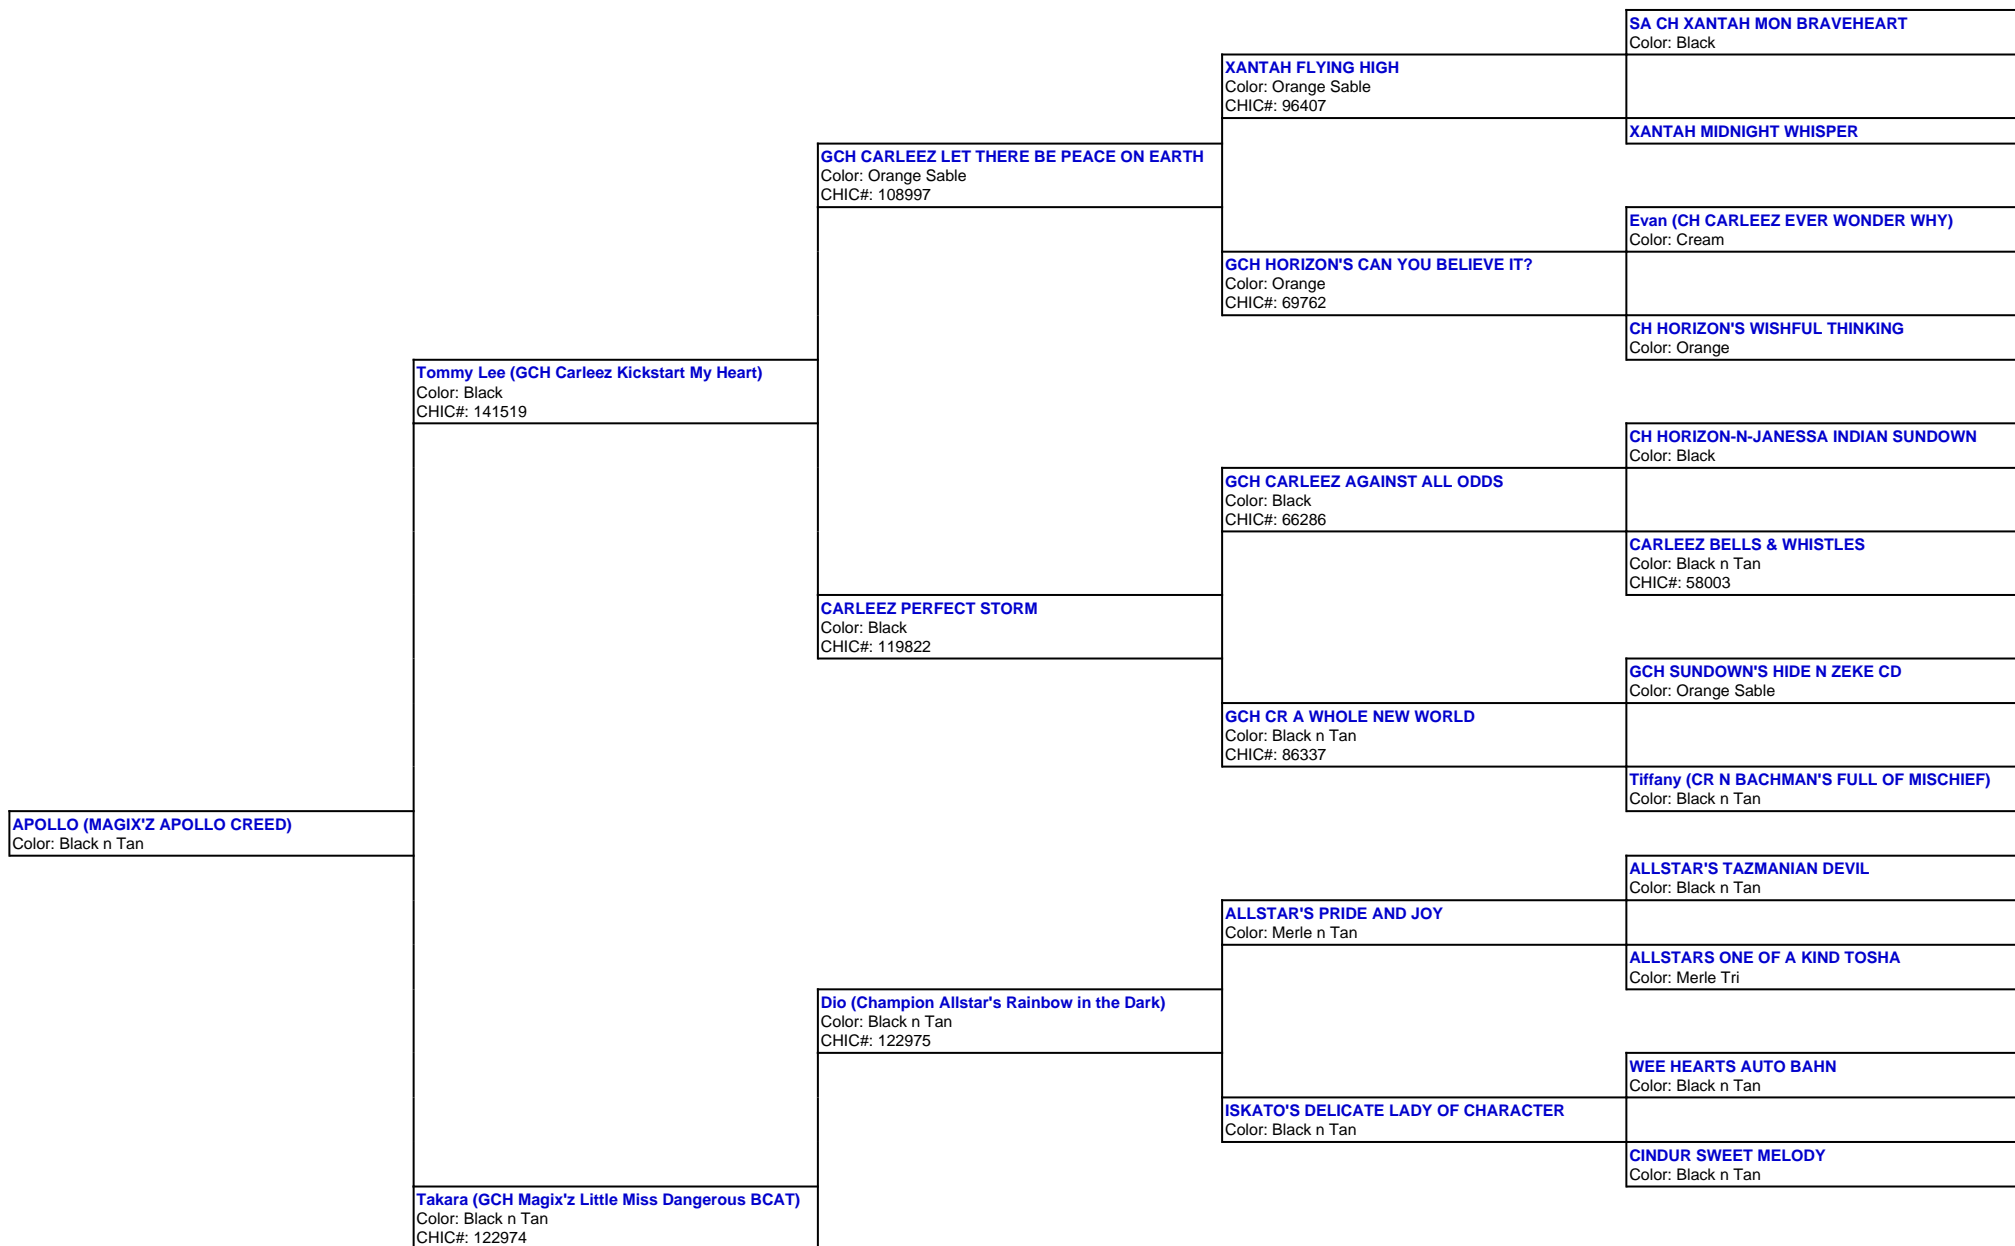 SA CH XANTAH MON BRAVEHEART
Color: Black
XANTAH FLYING HIGH
Color: Orange Sable
CHIC#: 96407
XANTAH MIDNIGHT WHISPER
GCH CARLEEZ LET THERE BE PEACE ON EARTH
Color: Orange Sable
CHIC#: 108997
Evan (CH CARLEEZ EVER WONDER WHY)
Color: Cream
GCH HORIZON'S CAN YOU BELIEVE IT?
Color: Orange
CHIC#: 69762
CH HORIZON'S WISHFUL THINKING
Color: Orange
Tommy Lee (GCH Carleez Kickstart My Heart)
Color: Black
CHIC#: 141519
CH HORIZON-N-JANESSA INDIAN SUNDOWN
Color: Black
GCH CARLEEZ AGAINST ALL ODDS
Color: Black
CHIC#: 66286
CARLEEZ BELLS & WHISTLES
Color: Black n Tan
CHIC#: 58003
CARLEEZ PERFECT STORM
Color: Black
CHIC#: 119822
GCH SUNDOWN'S HIDE N ZEKE CD
Color: Orange Sable
GCH CR A WHOLE NEW WORLD
Color: Black n Tan
CHIC#: 86337
Tiffany (CR N BACHMAN'S FULL OF MISCHIEF)
Color: Black n Tan
APOLLO (MAGIX'Z APOLLO CREED)
Color: Black n Tan
ALLSTAR'S TAZMANIAN DEVIL
Color: Black n Tan
ALLSTAR'S PRIDE AND JOY
Color: Merle n Tan
ALLSTARS ONE OF A KIND TOSHA
Color: Merle Tri
Dio (Champion Allstar's Rainbow in the Dark)
Color: Black n Tan
CHIC#: 122975
WEE HEARTS AUTO BAHN
Color: Black n Tan
ISKATO'S DELICATE LADY OF CHARACTER
Color: Black n Tan
CINDUR SWEET MELODY
Color: Black n Tan
Takara (GCH Magix'z Little Miss Dangerous BCAT)
Color: Black n Tan
CHIC#: 122974